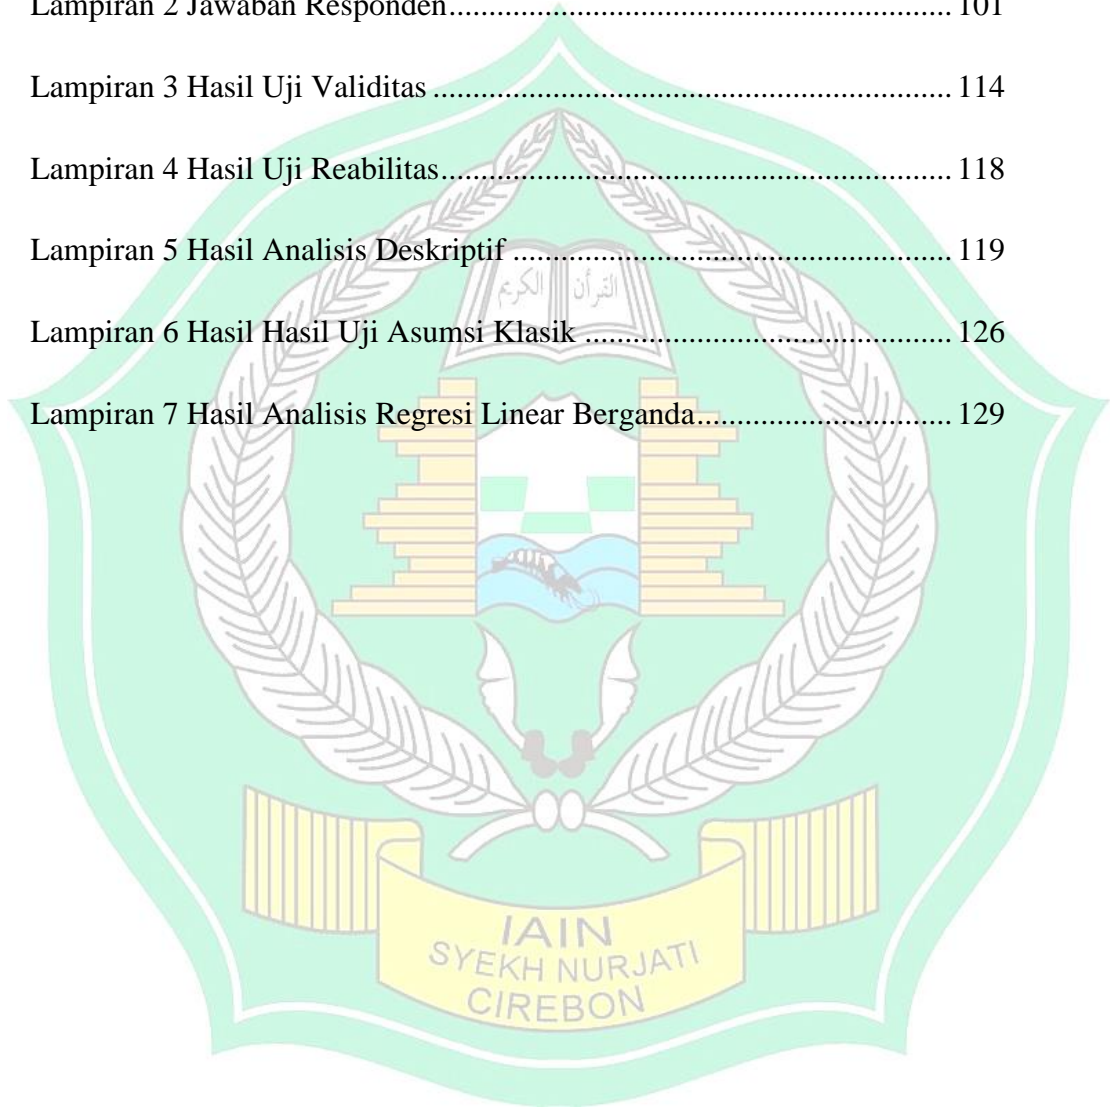 Lampiran 2 Jawaban Responden................................................................ 101
Lampiran 3 Hasil Uji Validitas .................................................................. 114
Lampiran 4 Hasil Uji Reabilitas................................................................. 118
Lampiran 5 Hasil Analisis Deskriptif ........................................................ 119
Lampiran 6 Hasil Hasil Uji Asumsi Klasik ............................................... 126
Lampiran 7 Hasil Analisis Regresi Linear Berganda................................. 129
القرآن الكريم
IAIN
SYEKH NURJATI
CIREBON